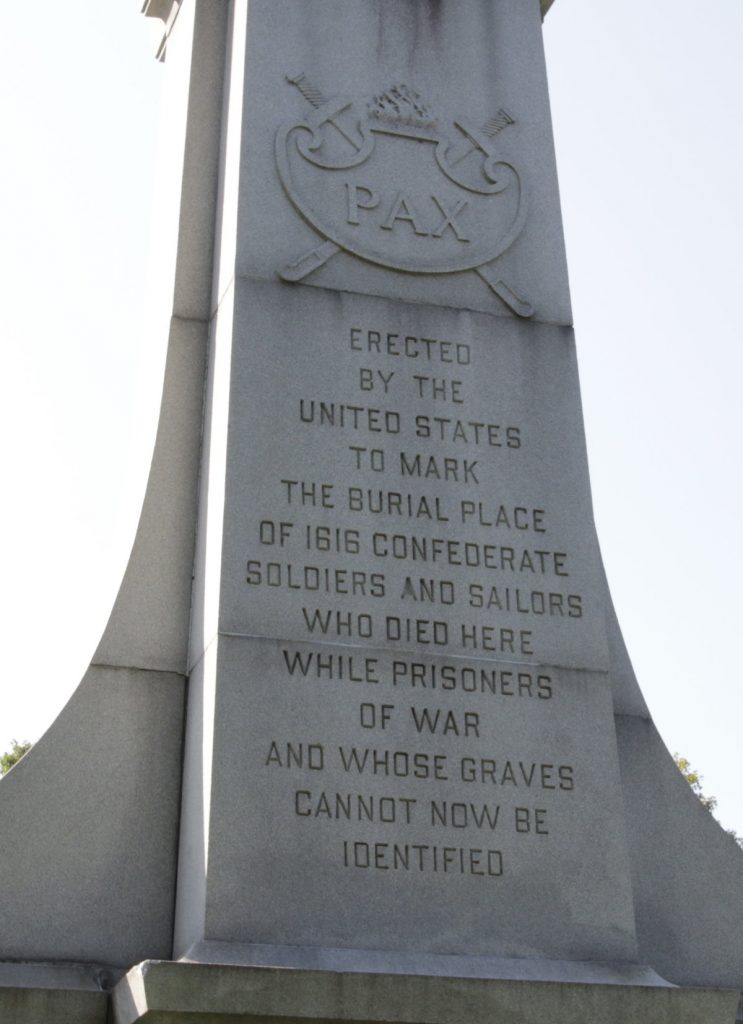 PAX
ERECTED
BY THE
UNITED STATES
TO MARK
THE BURIAL PLACE
OF 1616 CONFEDERATE
SOLDIERS AND SAILORS
WHO DIED HERE
WHILE PRISONERS
OF WAR
AND WHOSE GRAVES
CANNOT NOW BE
IDENTIFIED